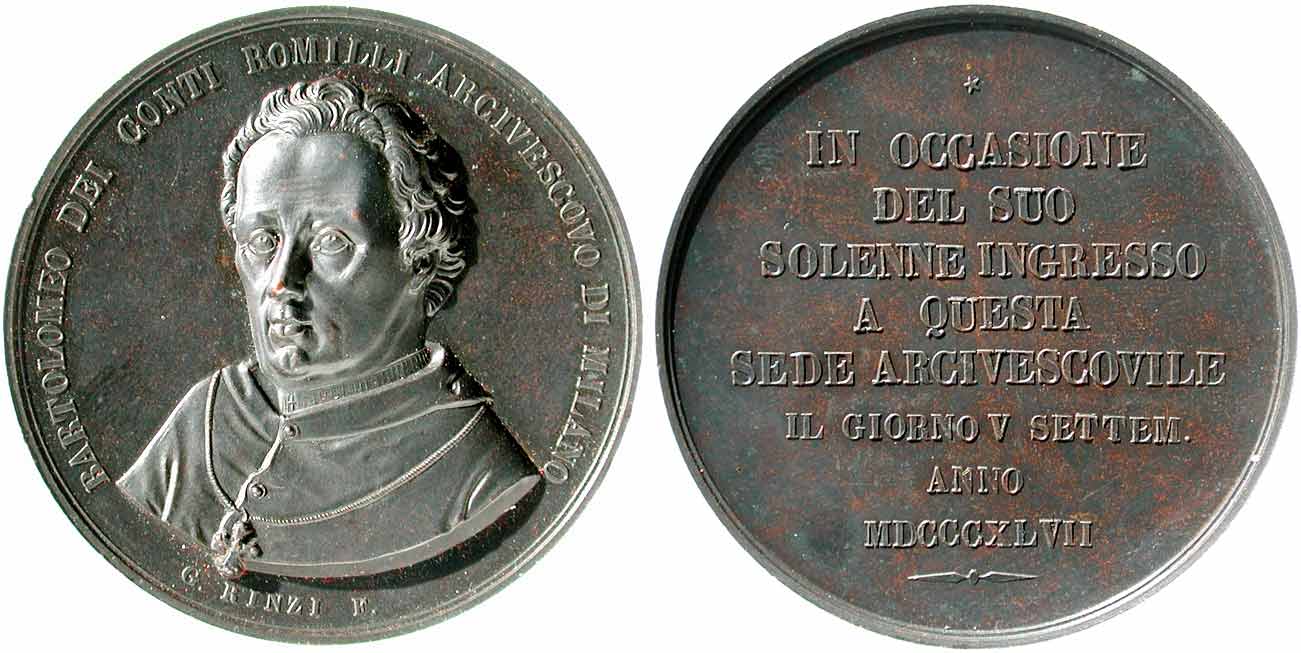 BARTOLOMEO DEI CONTI ROMILLI ARCIVESCOVO DI MILANO
G. RINZI F.
*
IN OCCASIONE
DEL SUO
SOLENNE INGRESSO
A QUESTA
SEDE ARCIVESCOVILE
IL GIORNO V SETTEM.
ANNO
MDCCCXLVII